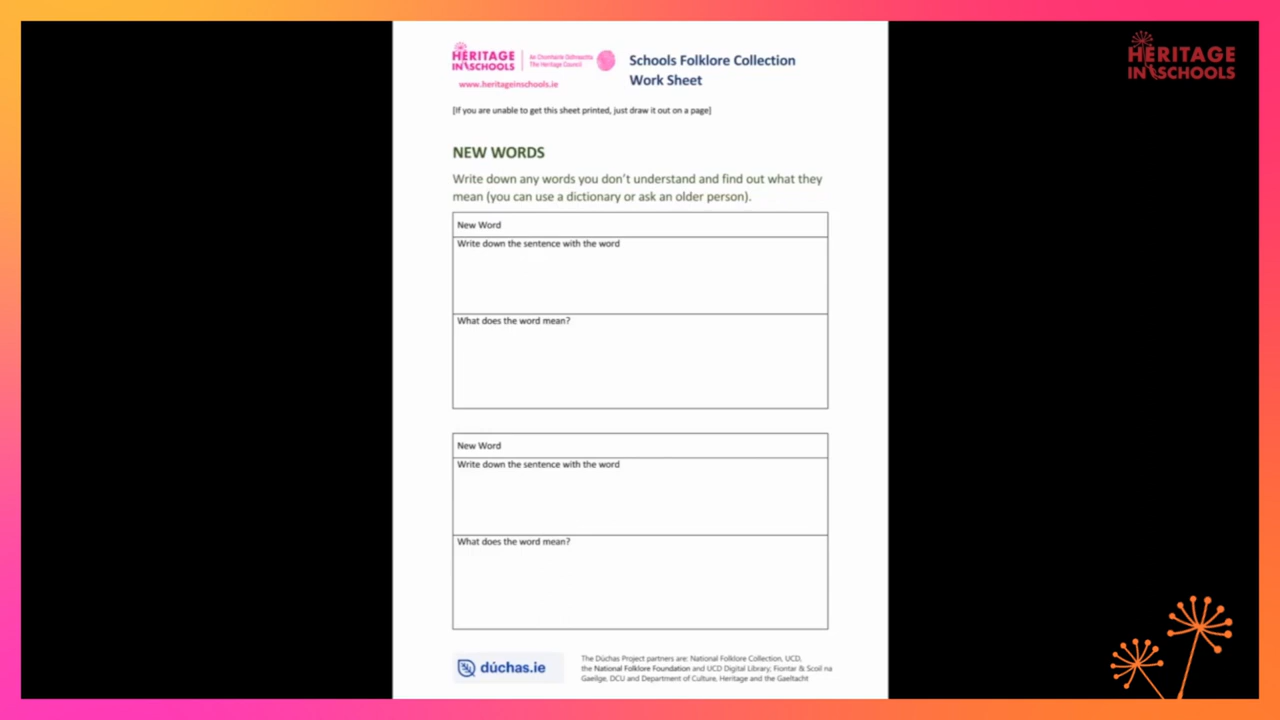 HERITAGE
IN SCHOOLS
An Chomhairle Oidhreachta
The Heritage Council
www.heritageinschools.ie
Schools Folklore Collection
Work Sheet
HERITAGE
IN SCHOOLS
[If you are unable to get this sheet printed, just draw it out on a page]
NEW WORDS
Write down any words you don't understand and find out what they
mean (you can use a dictionary or ask an older person).
New Word
Write down the sentence with the word
What does the word mean?
New Word
Write down the sentence with the word
What does the word mean?
dúchas.ie
The Dúchas Project partners are: National Folklore Collection, UCD,
the National Folklore Foundation and UCD Digital Library; Fiontar & Scoil na
Gaeilge, DCU and Department of Culture, Heritage and the Gaeltacht